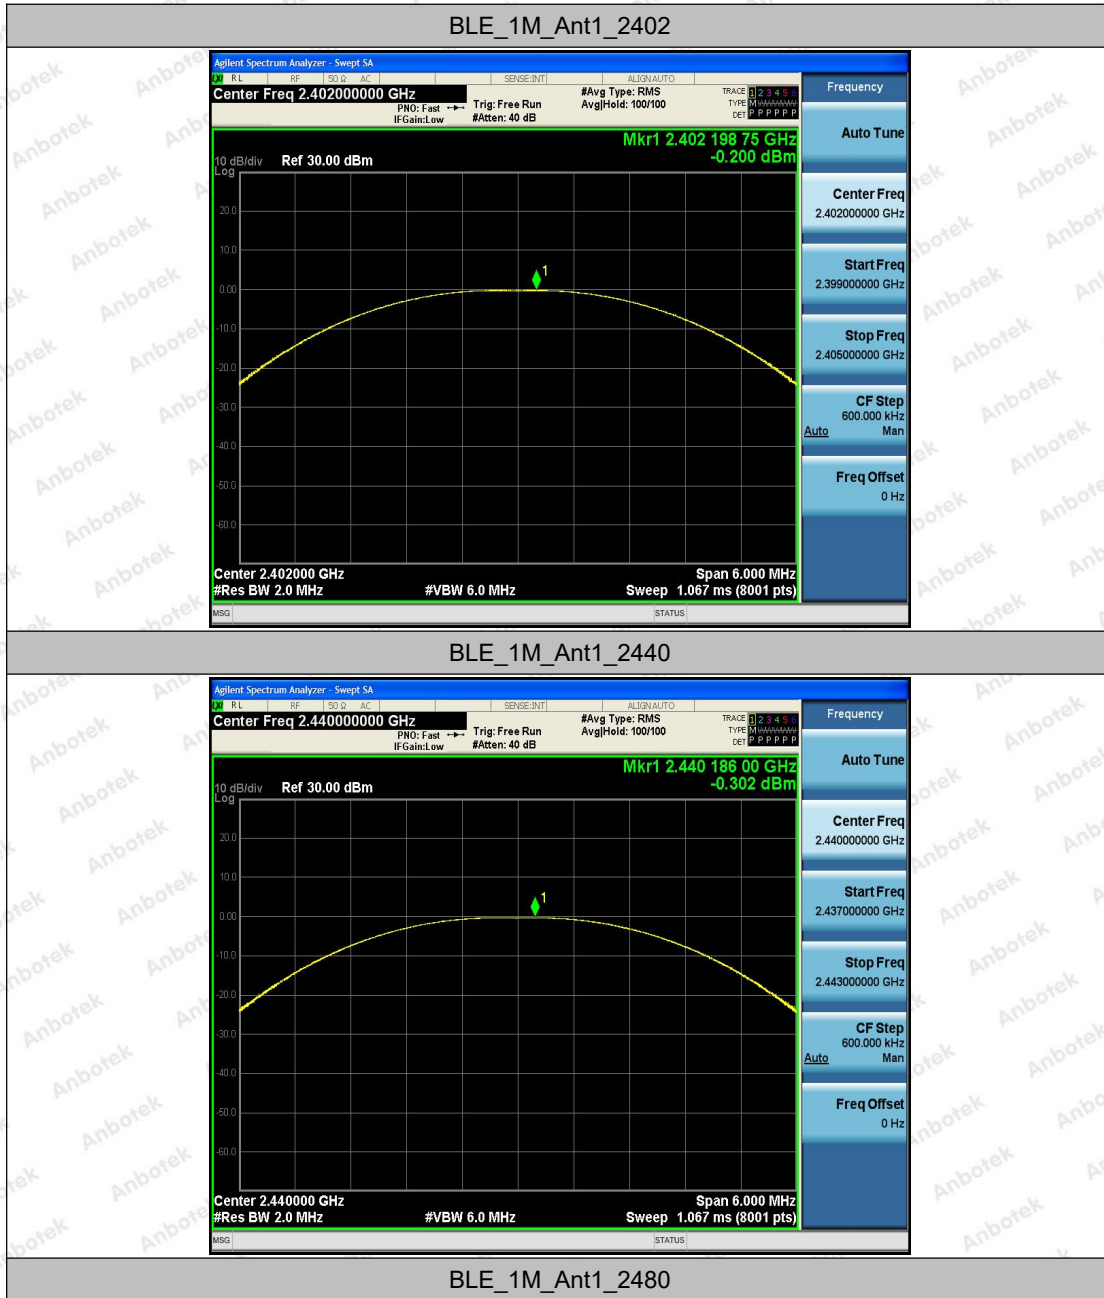 BLE_1M_Ant1_2402
Agilent Spectrum Analyzer - Swept SA
RL RF 50 Ω AC SENSE:INT ALIGN AUTO
Center Freq 2.402000000 GHz
PNO: Fast
IFGain:Low
Trig: Free Run
#Atten: 40 dB
#Avg Type: RMS
Avg|Hold: 100/100
TRACE 1 2 3 4 5 6
TYPE M
DET P P P P P P
Mkr1 2.402 198 75 GHz
-0.200 dBm
10 dB/div Ref 30.00 dBm
Log
20.0
10.0
0.00
-10.0
-20.0
-30.0
-40.0
-50.0
-60.0
1
Center 2.402000 GHz Span 6.000 MHz
#Res BW 2.0 MHz #VBW 6.0 MHz Sweep 1.067 ms (8001 pts)
MSG STATUS
Frequency
Auto Tune
Center Freq
2.402000000 GHz
Start Freq
2.399000000 GHz
Stop Freq
2.405000000 GHz
CF Step
600.000 kHz
Auto Man
Freq Offset
0 Hz
BLE_1M_Ant1_2440
Agilent Spectrum Analyzer - Swept SA
RL RF 50 Ω AC SENSE:INT ALIGN AUTO
Center Freq 2.440000000 GHz
PNO: Fast
IFGain:Low
Trig: Free Run
#Atten: 40 dB
#Avg Type: RMS
Avg|Hold: 100/100
TRACE 1 2 3 4 5 6
TYPE M
DET P P P P P P
Mkr1 2.440 186 00 GHz
-0.302 dBm
10 dB/div Ref 30.00 dBm
Log
20.0
10.0
0.00
-10.0
-20.0
-30.0
-40.0
-50.0
-60.0
1
Center 2.440000 GHz Span 6.000 MHz
#Res BW 2.0 MHz #VBW 6.0 MHz Sweep 1.067 ms (8001 pts)
MSG STATUS
Frequency
Auto Tune
Center Freq
2.440000000 GHz
Start Freq
2.437000000 GHz
Stop Freq
2.443000000 GHz
CF Step
600.000 kHz
Auto Man
Freq Offset
0 Hz
BLE_1M_Ant1_2480
Anbotek